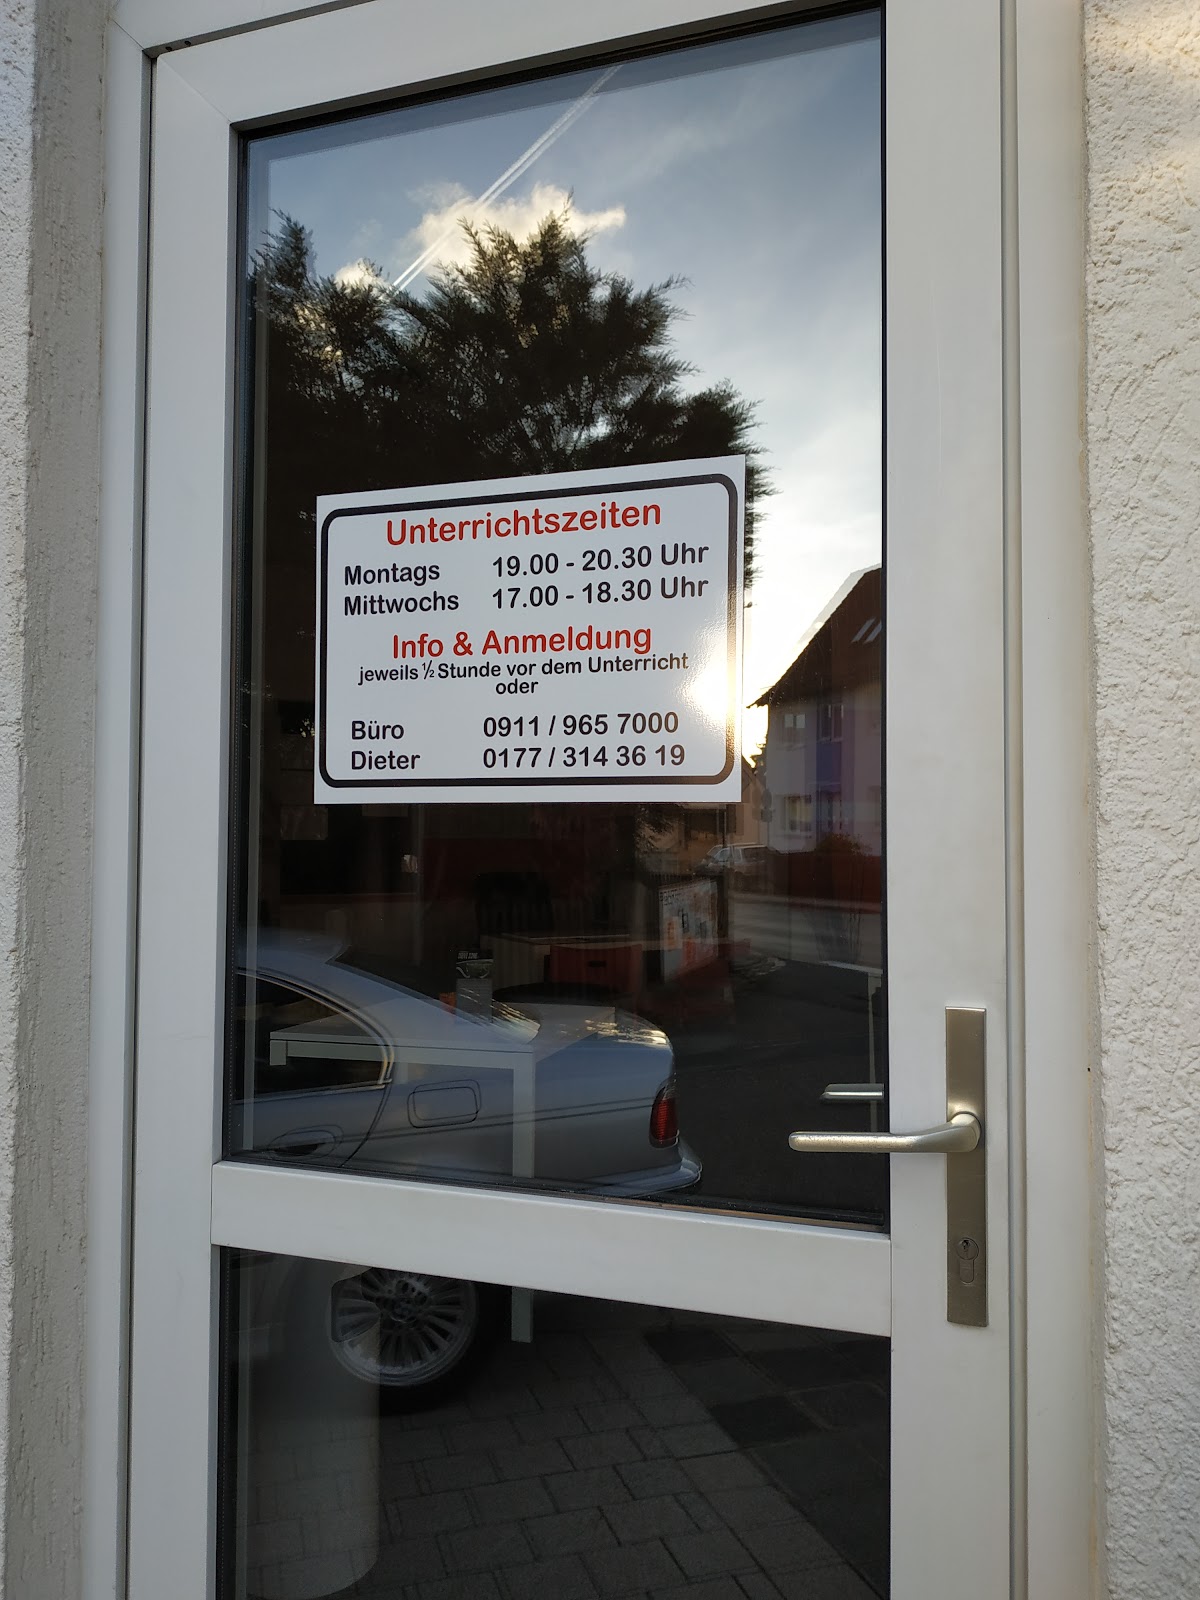 Unterrichtszeiten
Montags 19.00 - 20.30 Uhr
Mittwochs 17.00 - 18.30 Uhr
Info & Anmeldung
jeweils ½ Stunde vor dem Unterricht
oder
Büro 0911 / 965 7000
Dieter 0177 / 314 36 19